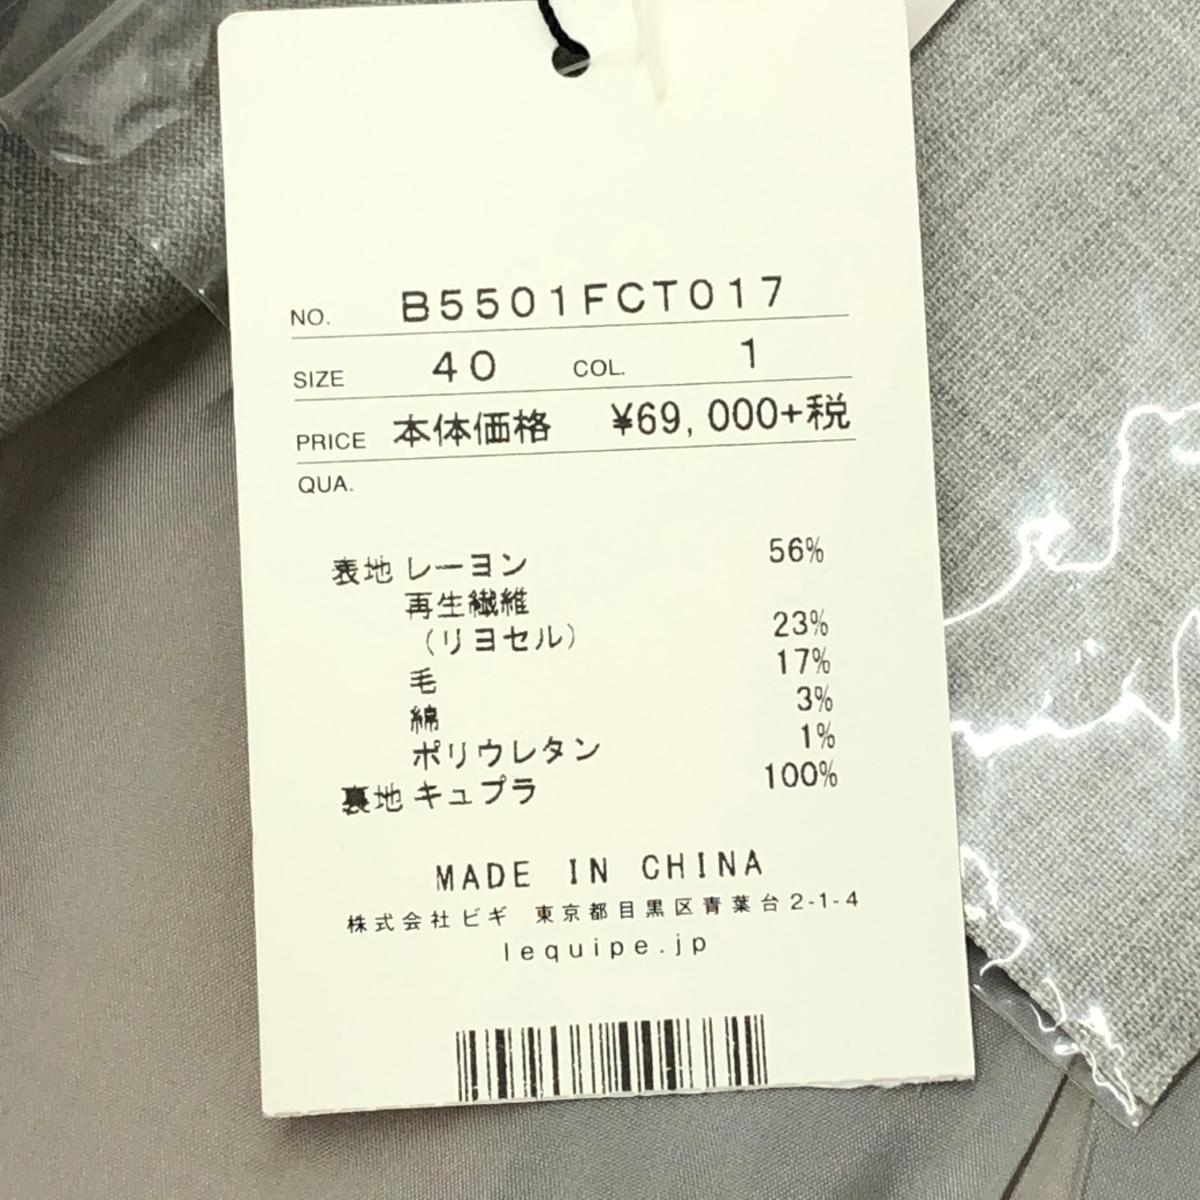 NO. B5501FCT017
SIZE 40 COL. 1
PRICE 本体価格 ¥69,000+税
QUA.
表地 レーヨン 56%
再生繊維
(リヨセル) 23%
毛 17%
綿 3%
ポリウレタン 1%
裏地 キュプラ 100%
MADE IN CHINA
株式会社ビギ 東京都目黒区青葉台2-1-4
lequipe.jp